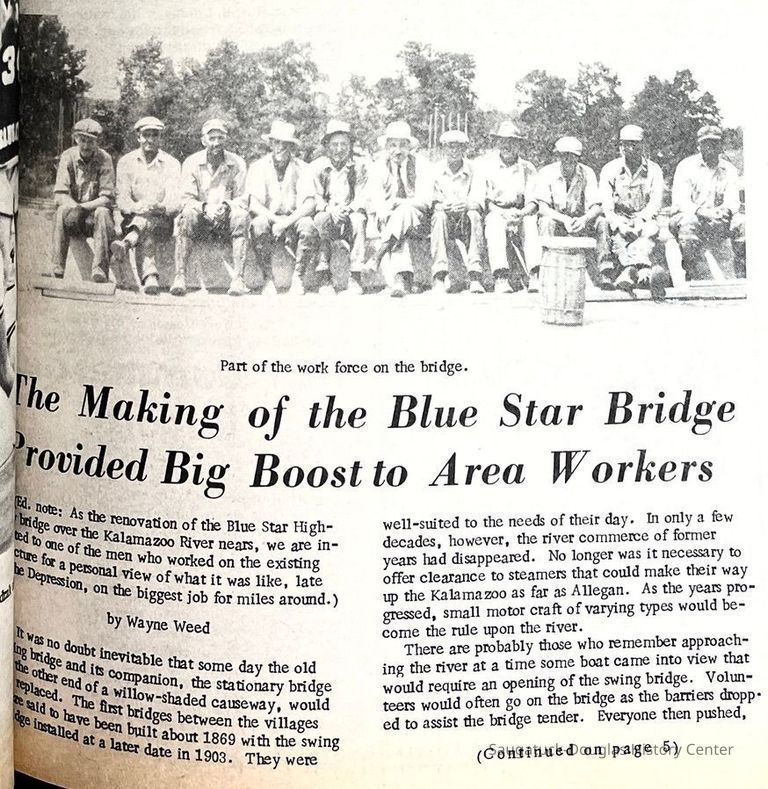 3
Part of the work force on the bridge.
The Making of the Blue Star Bridge
Provided Big Boost to Area Workers
Ed. note: As the renovation of the Blue Star High-
bridge over the Kalamazoo River nears, we are in-
ted to one of the men who worked on the existing
cture for a personal view of what it was like, late
he Depression, on the biggest job for miles around.)
by Wayne Weed
It was no doubt inevitable that some day the old
ing bridge and its companion, the stationary bridge
the other end of a willow-shaded causeway, would
replaced. The first bridges between the villages
re said to have been built about 1869 with the swing
dge installed at a later date in 1903. They were
well-suited to the needs of their day. In only a few
decades, however, the river commerce of former
years had disappeared. No longer was it necessary to
offer clearance to steamers that could make their way
up the Kalamazoo as far as Allegan. As the years pro-
gressed, small motor craft of varying types would be-
come the rule upon the river.
There are probably those who remember approach-
ing the river at a time some boat came into view that
would require an opening of the swing bridge. Volun-
teers would often go on the bridge as the barriers dropp-
ed to assist the bridge tender. Everyone then pushed,
(Continued on page 5)
Saugatuck Douglas History Center